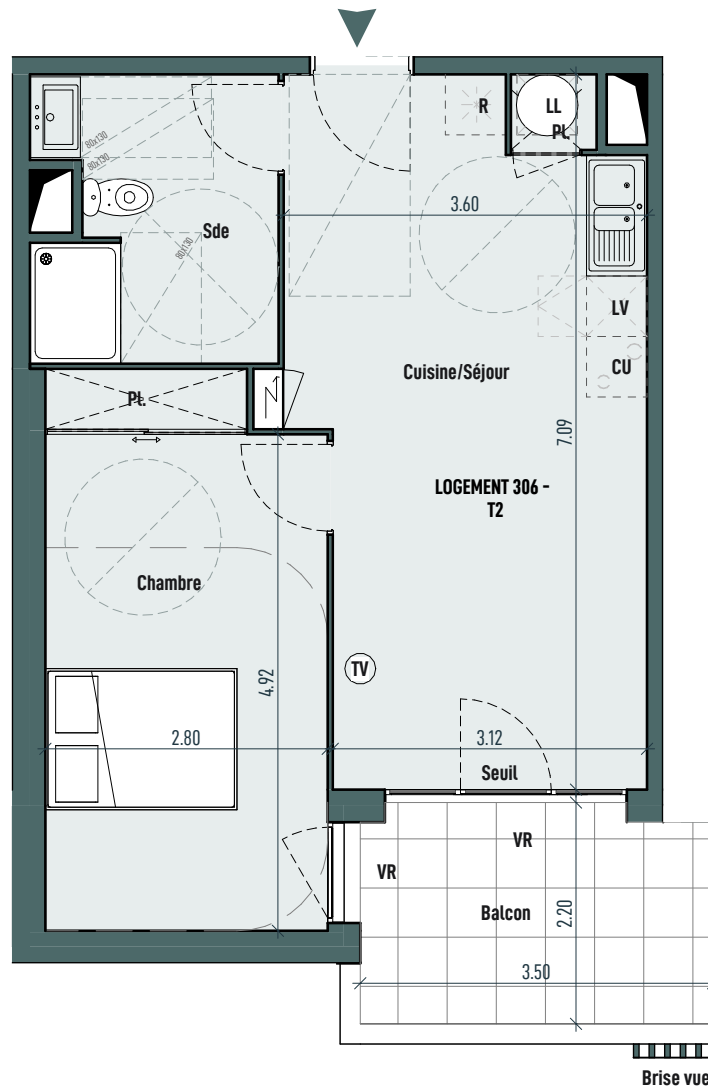 R
LL
PL.
80x130
80x130
3.60
Sde
80x130
LV
Cuisine/Séjour
CU
Pl.
7.09
LOGEMENT 306 -
T2
Chambre
TV
4.92
2.80
3.12
Seuil
VR
VR
Balcon
2.20
3.50
Brise vue